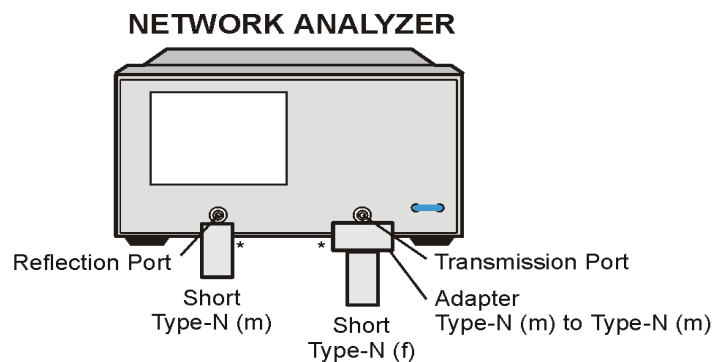 NETWORK ANALYZER
* *
Reflection Port
Transmission Port
Short
Type-N (m)
Short
Type-N (f)
Adapter
Type-N (m) to Type-N (m)